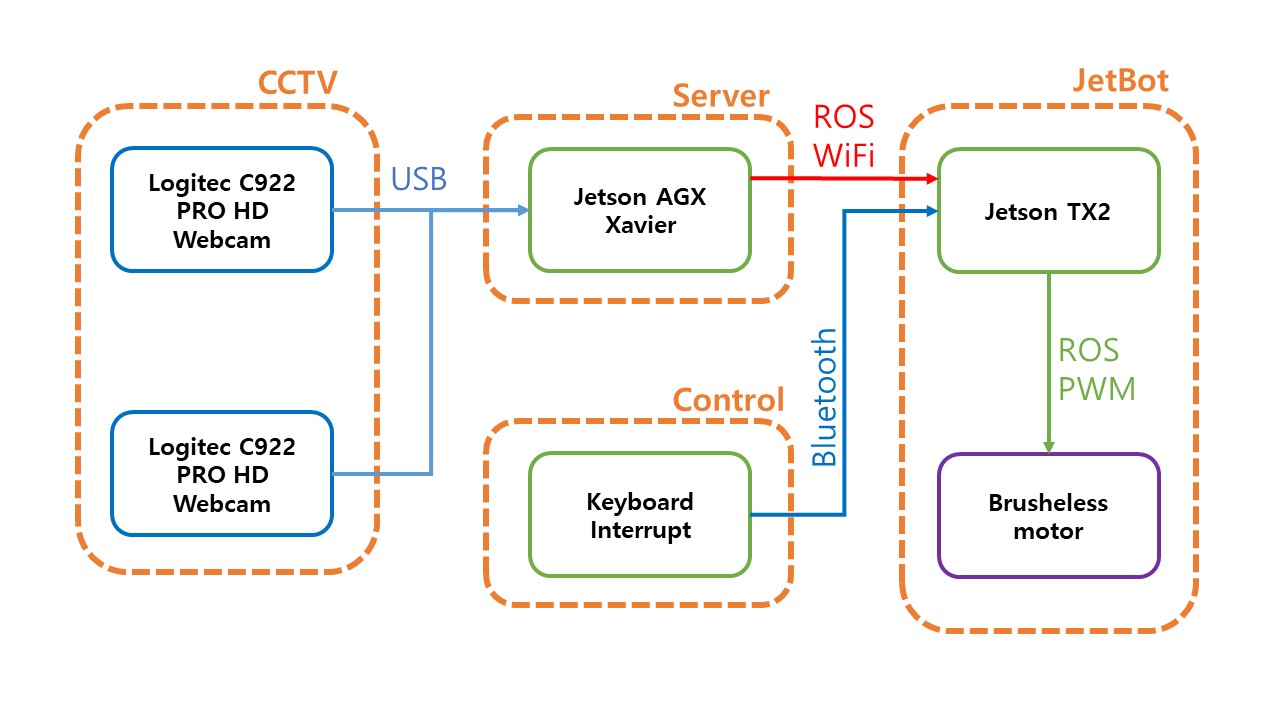 CCTV
Logitec C922
PRO HD
Webcam
Logitec C922
PRO HD
Webcam
USB
Server
Jetson AGX
Xavier
Control
Keyboard
Interrupt
ROS
WiFi
Bluetooth
JetBot
Jetson TX2
ROS
PWM
Brusheless
motor